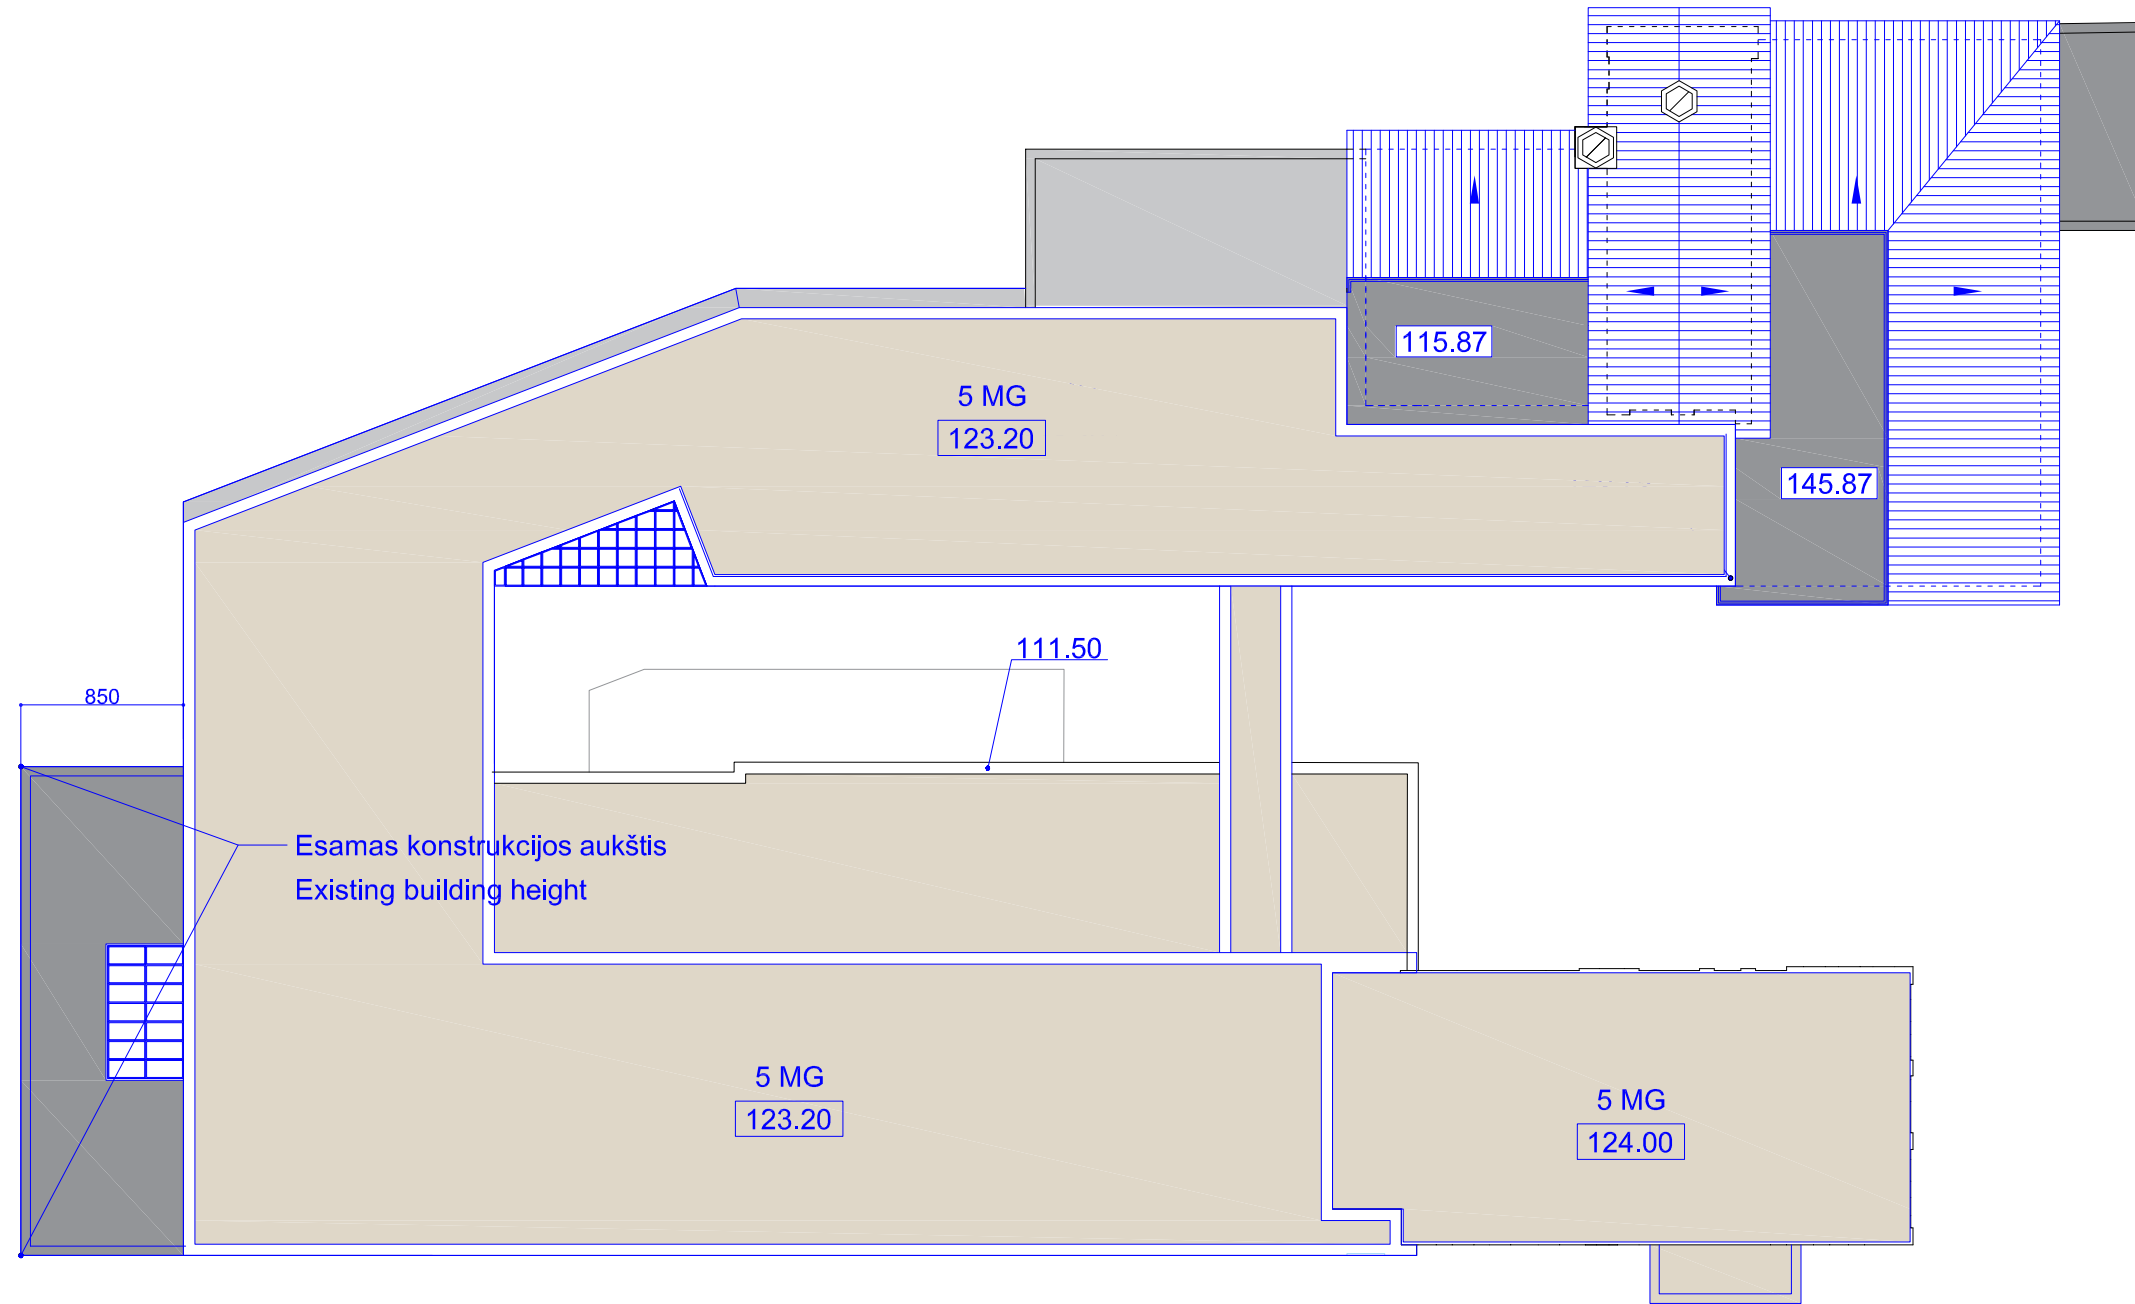 115.87
5 MG
123.20
145.87
111.50
850
Esamas konstrukcijos aukštis
Existing building height
5 MG
123.20
5 MG
124.00